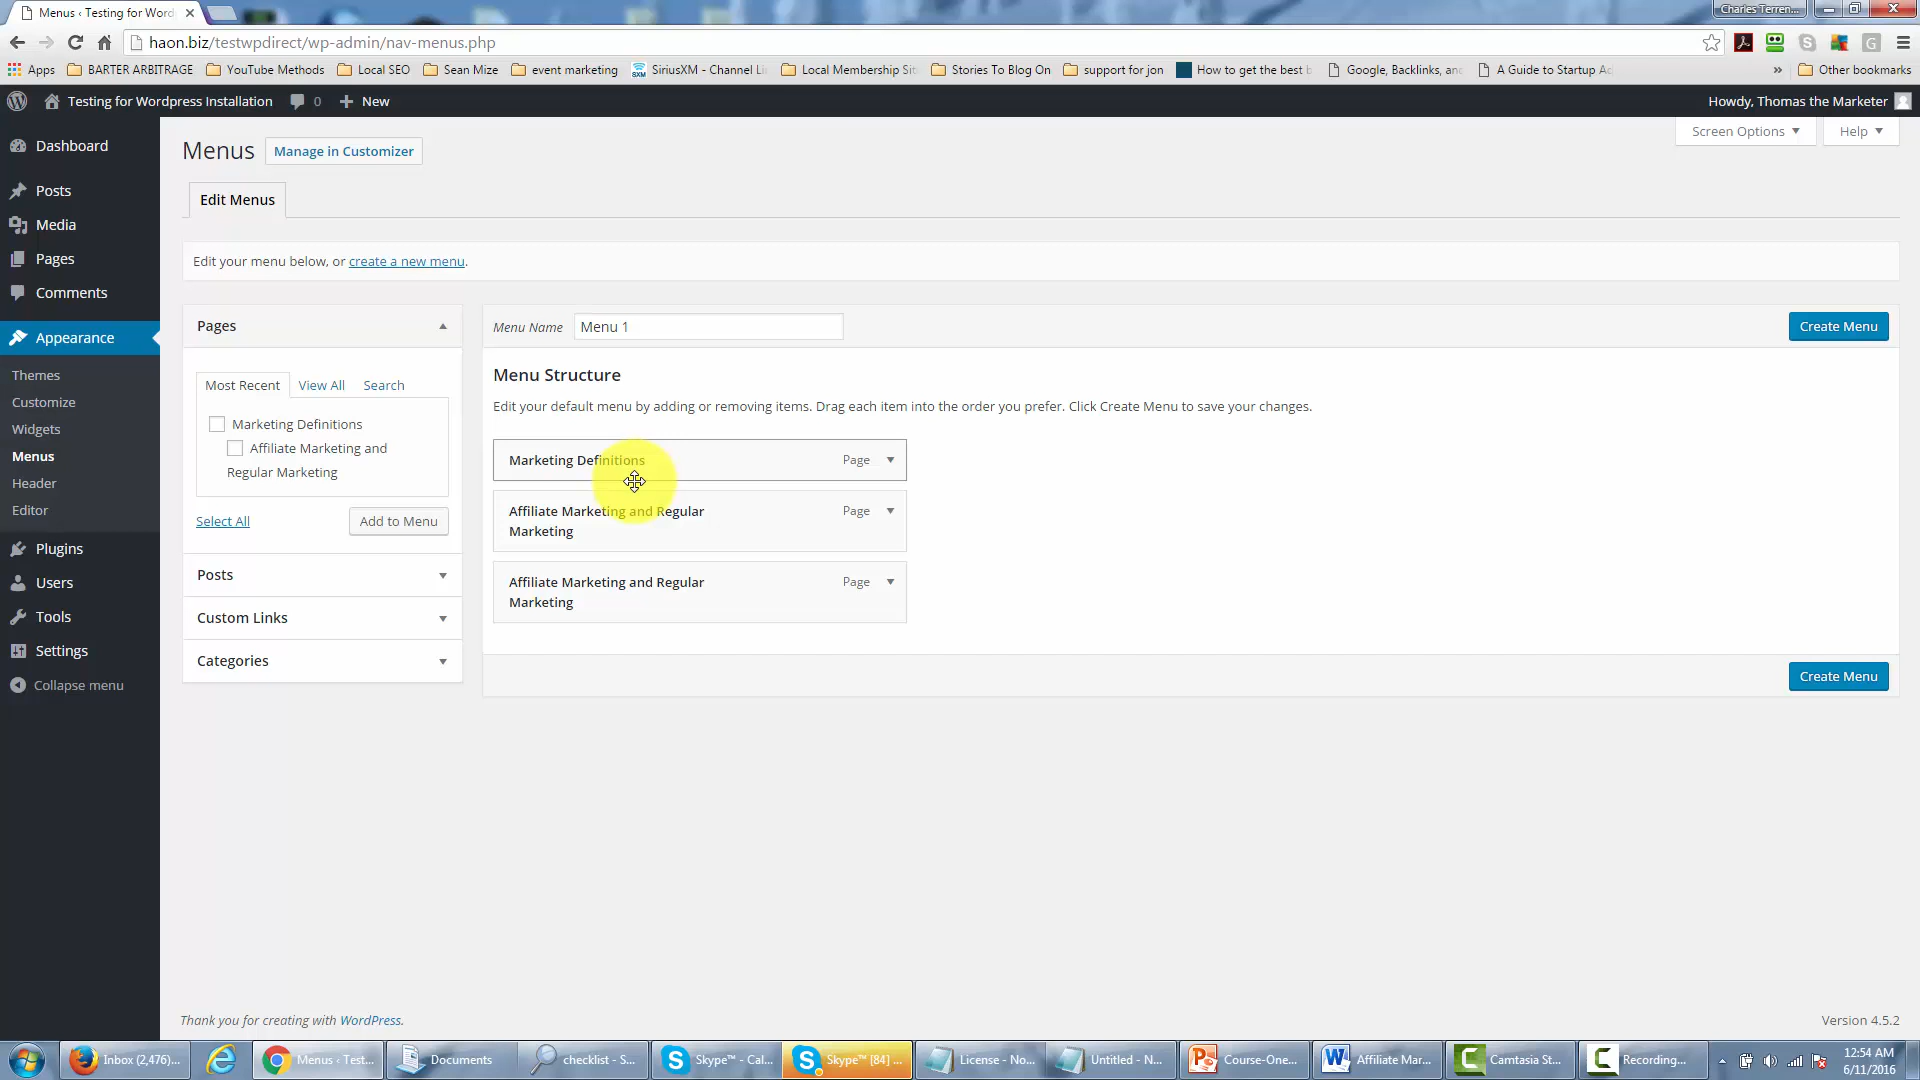 Menus ‹ Testing for Word
Charles Terren...
haon.biz/testwpdirect/wp-admin/nav-menus.php
Apps BARTER ARBITRAGE YouTube Methods Local SEO Sean Mize event marketing SiriusXM - Channel Li Local Membership Sit Stories To Blog On support for jon How to get the best b Google, Backlinks, and A Guide to Startup Ac » Other bookmarks
Testing for Wordpress Installation 0 New Howdy, Thomas the Marketer
Screen Options Help
Dashboard
Posts
Media
Pages
Comments
Appearance
Themes
Customize
Widgets
Menus
Header
Editor
Plugins
Users
Tools
Settings
Collapse menu
Menus Manage in Customizer
Edit Menus
Edit your menu below, or create a new menu.
Pages
Most Recent View All Search
Marketing Definitions
Affiliate Marketing and
Regular Marketing
Select All Add to Menu
Posts
Custom Links
Categories
Menu Name Menu 1 Create Menu
Menu Structure
Edit your default menu by adding or removing items. Drag each item into the order you prefer. Click Create Menu to save your changes.
Marketing Definitions Page
Affiliate Marketing and Regular Page
Marketing
Affiliate Marketing and Regular Page
Marketing
Create Menu
Thank you for creating with WordPress. Version 4.5.2
Inbox (2,476)... Menus ‹ Test... Documents checklist - S... Skype™ - Cal... Skype™ [84] ... License - No... Untitled - N... Course-One... Affiliate Mar... Camtasia St... Recording... 12:54 AM
6/11/2016